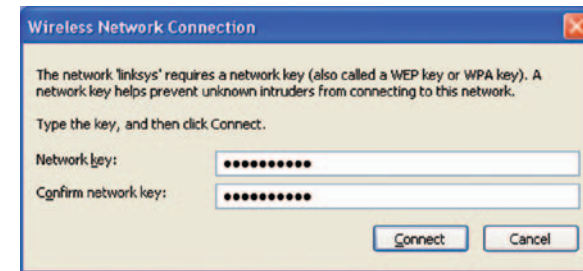 Wireless Network Connection
The network 'linksys' requires a network key (also called a WEP key or WPA key). A
network key helps prevent unknown intruders from connecting to this network.
Type the key, and then click Connect.
Network key: ●●●●●●●●●●
Confirm network key: ●●●●●●●●●●
Connect Cancel